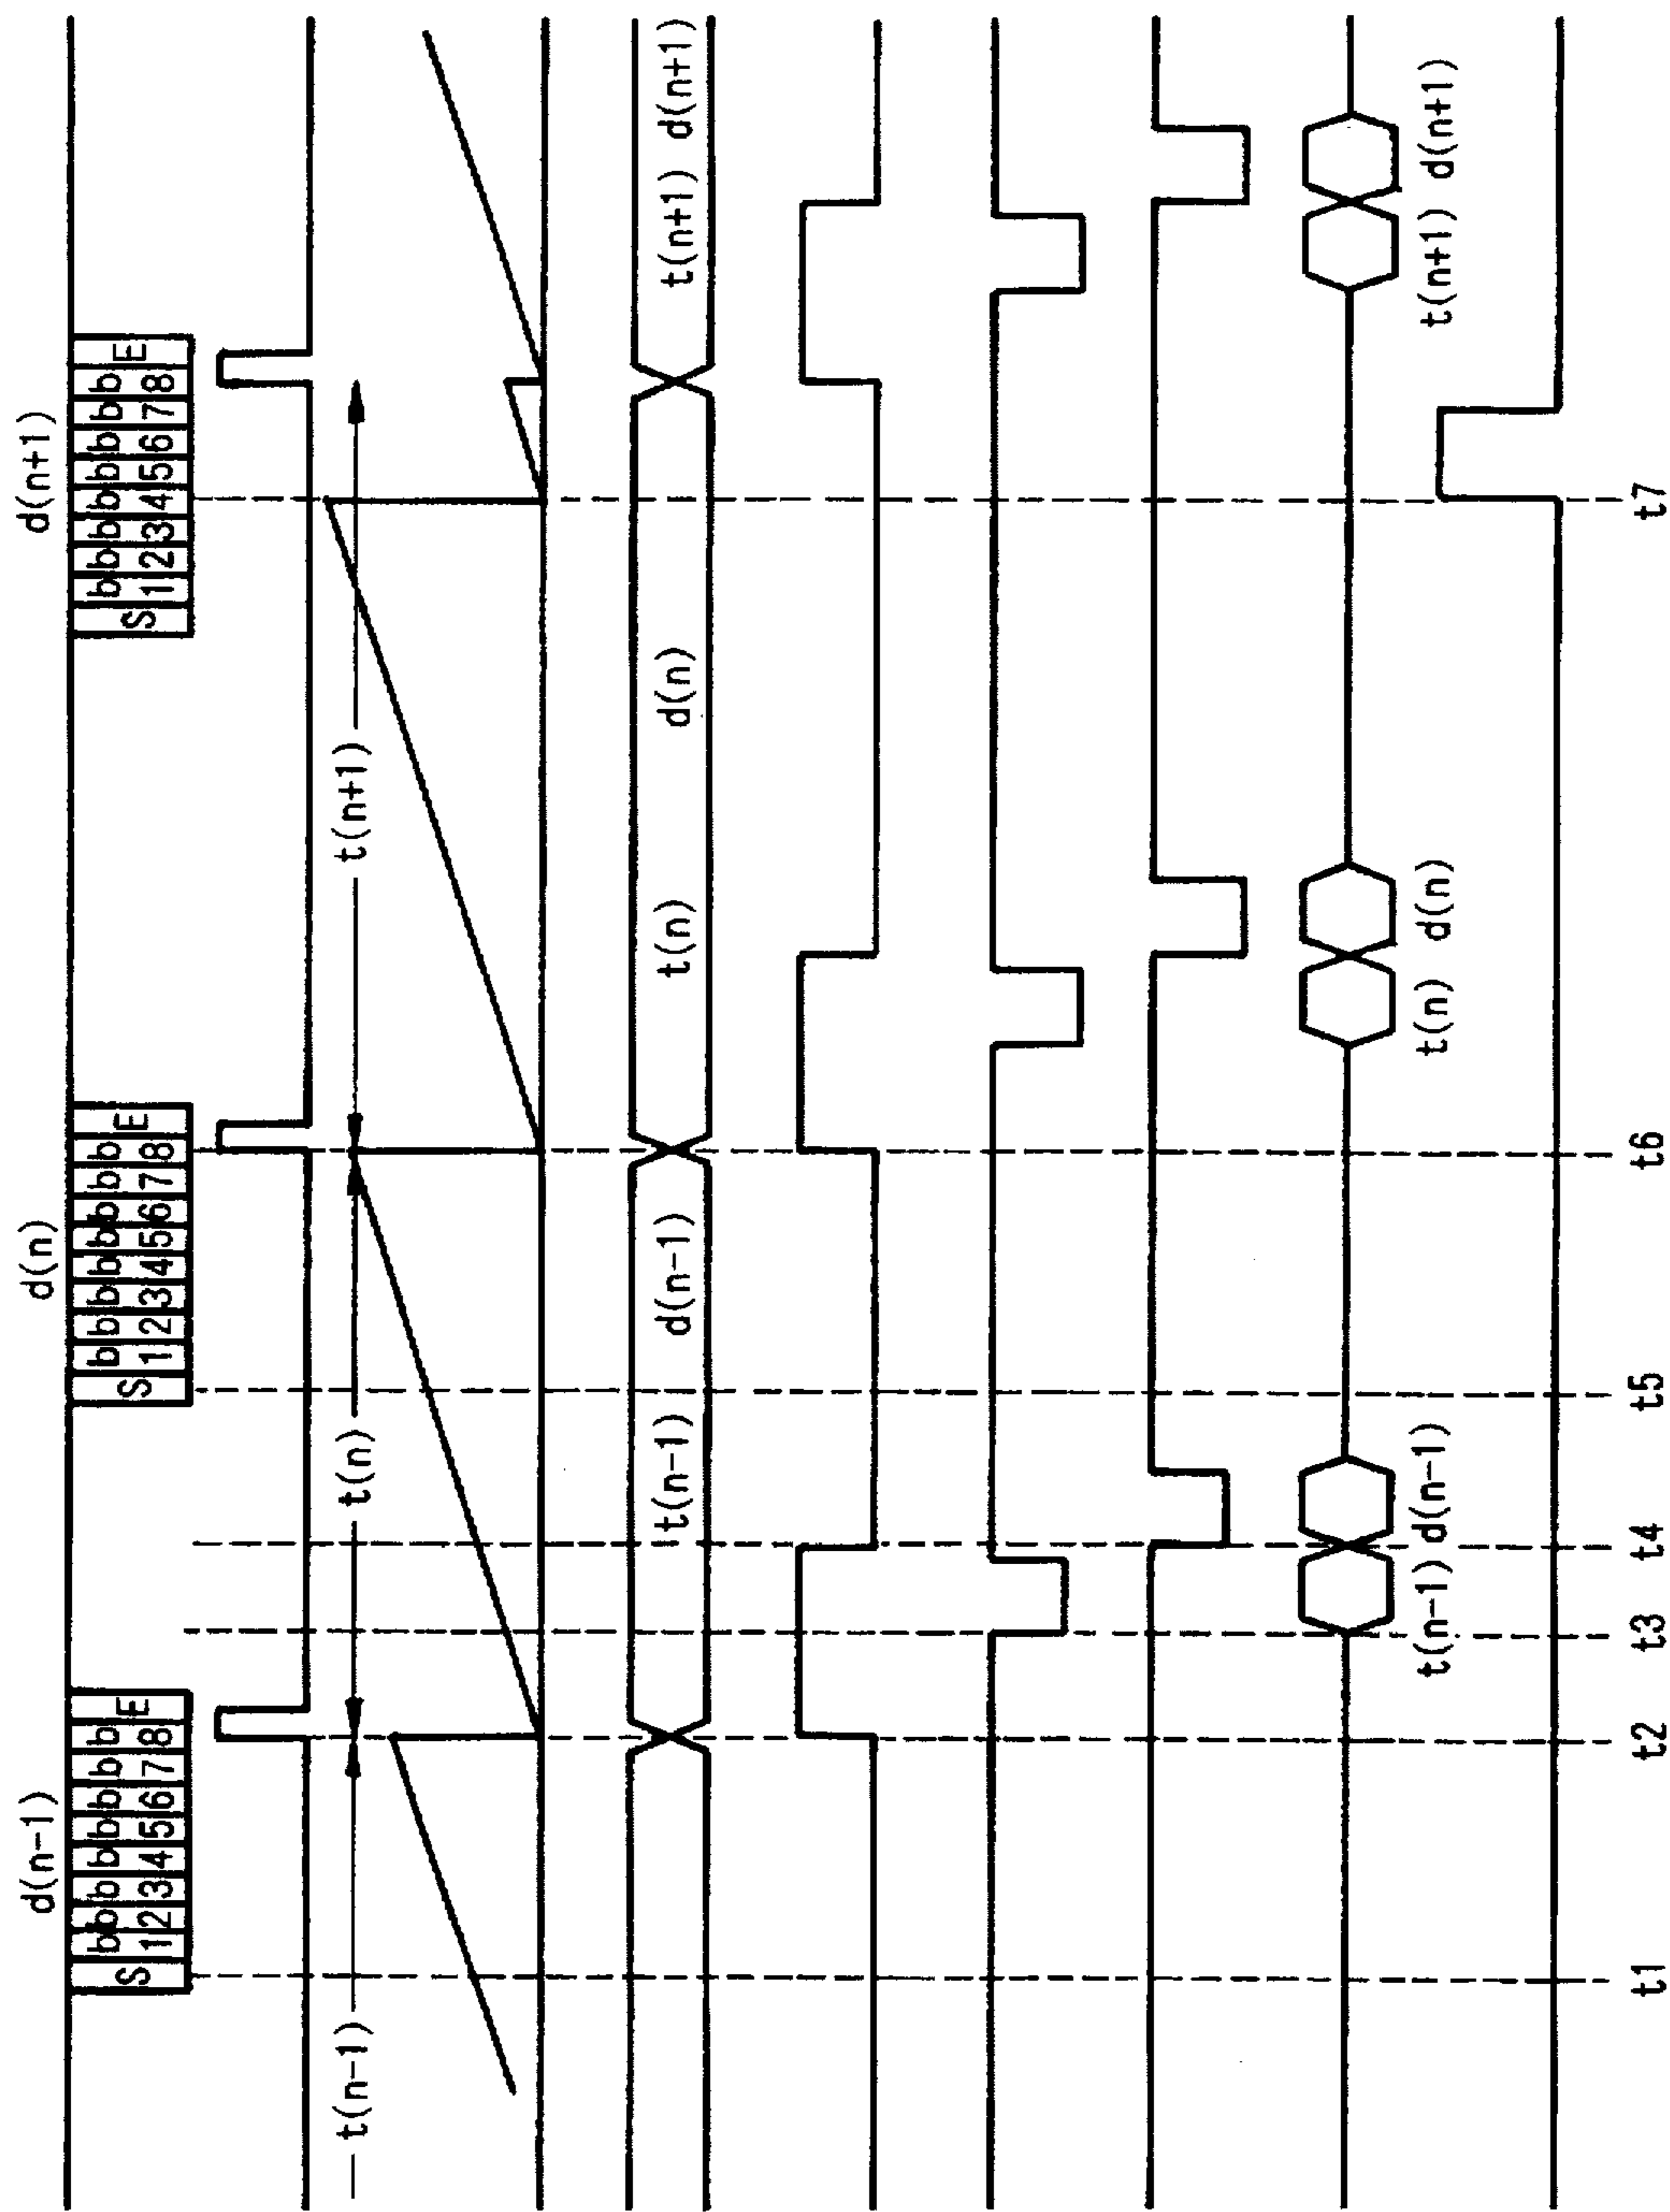 d(n-1) d(n) d(n+1)
S b1 b2 b3 b4 b5 b6 b7 b8 E S b1 b2 b3 b4 b5 b6 b7 b8 E S b1 b2 b3 b4 b5 b6 b7 b8 E
t(n-1) t(n) t(n+1)
t(n-1) d(n-1) t(n) d(n) t(n+1) d(n+1)
t(n-1) d(n-1) t(n) d(n) t(n+1) d(n+1)
t1 t2 t3 t4 t5 t6 t7